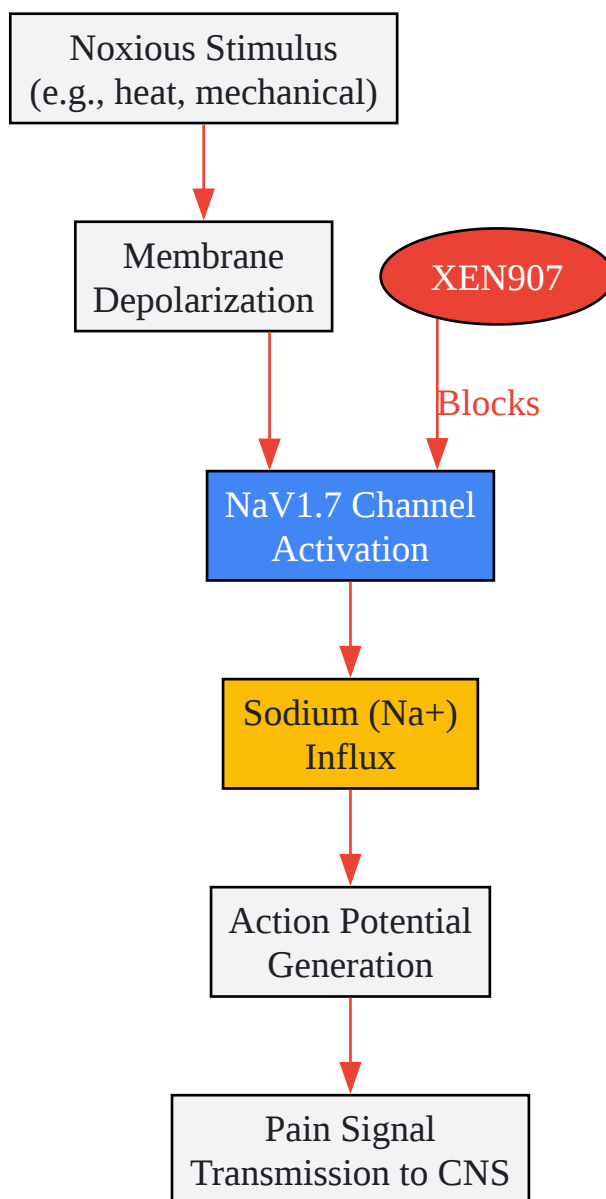 Noxious Stimulus
(e.g., heat, mechanical)
Membrane
Depolarization
XEN907
Blocks
NaV1.7 Channel
Activation
Sodium (Na+)
Influx
Action Potential
Generation
Pain Signal
Transmission to CNS